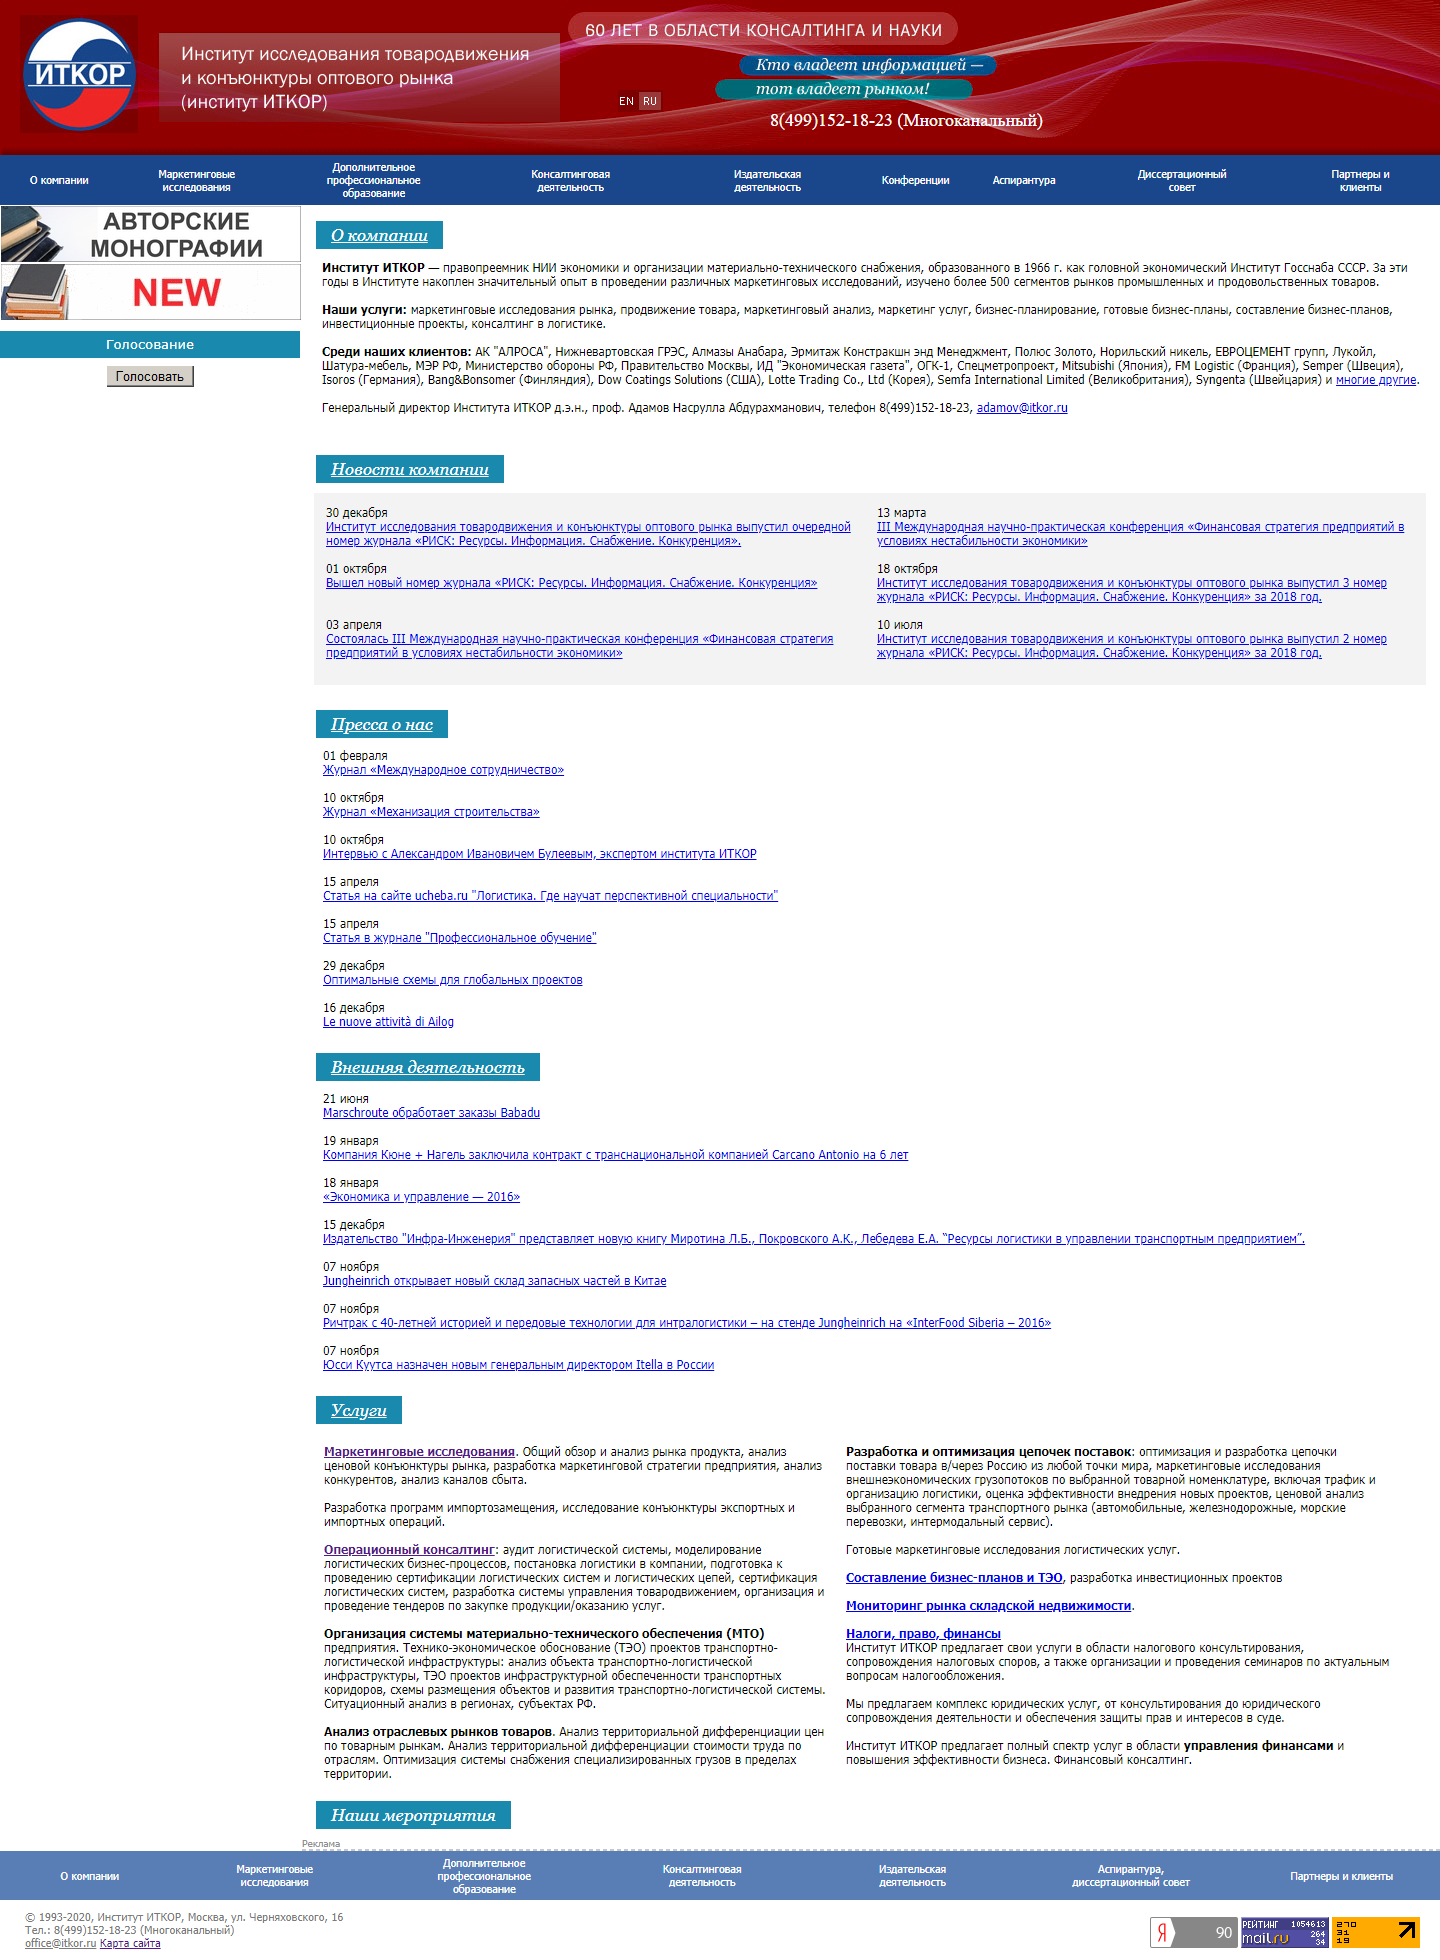 ИТКОР
Институт исследования товародвижения
и конъюнктуры оптового рынка
(институт ИТКОР)
60 ЛЕТ В ОБЛАСТИ КОНСАЛТИНГА И НАУКИ
Кто владеет информацией —
тот владеет рынком!
EN RU
8(499)152-18-23 (Многоканальный)
О компании
Маркетинговые
исследования
Дополнительное
профессиональное
образование
Консалтинговая
деятельность
Издательская
деятельность
Конференции
Аспирантура
Диссертационный
совет
Партнеры и
клиенты
АВТОРСКИЕ
МОНОГРАФИИ
NEW
Голосование
Голосовать
О компании
Институт ИТКОР — правопреемник НИИ экономики и организации материально-технического снабжения, образованного в 1966 г. как головной экономический Институт Госснаба СССР. За эти
годы в Институте накоплен значительный опыт в проведении различных маркетинговых исследований, изучено более 500 сегментов рынков промышленных и продовольственных товаров.
Наши услуги: маркетинговые исследования рынка, продвижение товара, маркетинговый анализ, маркетинг услуг, бизнес-планирование, готовые бизнес-планы, составление бизнес-планов,
инвестиционные проекты, консалтинг в логистике.
Среди наших клиентов: АК "АЛРОСА", Нижневартовская ГРЭС, Алмазы Анабара, Эрмитаж Констракшн энд Менеджмент, Полюс Золото, Норильский никель, ЕВРОЦЕМЕНТ групп, Лукойл,
Шатура-мебель, МЭР РФ, Министерство обороны РФ, Правительство Москвы, ИД "Экономическая газета", ОГК-1, Спецметропроект, Mitsubishi (Япония), FM Logistic (Франция), Semper (Швеция),
Isoros (Германия), Bang&Bonsomer (Финляндия), Dow Coatings Solutions (США), Lotte Trading Co., Ltd (Корея), Semfa International Limited (Великобритания), Syngenta (Швейцария) и многие другие.
Генеральный директор Института ИТКОР д.э.н., проф. Адамов Насрулла Абдурахманович, телефон 8(499)152-18-23, adamov@itkor.ru
Новости компании
30 декабря
Институт исследования товародвижения и конъюнктуры оптового рынка выпустил очередной
номер журнала «РИСК: Ресурсы. Информация. Снабжение. Конкуренция».
13 марта
III Международная научно-практическая конференция «Финансовая стратегия предприятий в
условиях нестабильности экономики»
01 октября
Вышел новый номер журнала «РИСК: Ресурсы. Информация. Снабжение. Конкуренция»
18 октября
Институт исследования товародвижения и конъюнктуры оптового рынка выпустил 3 номер
журнала «РИСК: Ресурсы. Информация. Снабжение. Конкуренция» за 2018 год.
03 апреля
Состоялась III Международная научно-практическая конференция «Финансовая стратегия
предприятий в условиях нестабильности экономики»
10 июля
Институт исследования товародвижения и конъюнктуры оптового рынка выпустил 2 номер
журнала «РИСК: Ресурсы. Информация. Снабжение. Конкуренция» за 2018 год.
Пресса о нас
01 февраля
Журнал «Международное сотрудничество»
10 октября
Журнал «Механизация строительства»
10 октября
Интервью с Александром Ивановичем Булеевым, экспертом института ИТКОР
15 апреля
Статья на сайте ucheba.ru "Логистика. Где научат перспективной специальности"
15 апреля
Статья в журнале "Профессиональное обучение"
29 декабря
Оптимальные схемы для глобальных проектов
16 декабря
Le nuove attività di Ailog
Внешняя деятельность
21 июня
Marschroute обработает заказы Babadu
19 января
Компания Кюне + Нагель заключила контракт с транснациональной компанией Carcano Antonio на 6 лет
18 января
«Экономика и управление — 2016»
15 декабря
Издательство "Инфра-Инженерия" представляет новую книгу Миротина Л.Б., Покровского А.К., Лебедева Е.А. “Ресурсы логистики в управлении транспортным предприятием”.
07 ноября
Jungheinrich открывает новый склад запасных частей в Китае
07 ноября
Ричтрак с 40-летней историей и передовые технологии для интралогистики – на стенде Jungheinrich на «InterFood Siberia – 2016»
07 ноября
Юсси Куутса назначен новым генеральным директором Itella в России
Услуги
Маркетинговые исследования. Общий обзор и анализ рынка продукта, анализ
ценовой конъюнктуры рынка, разработка маркетинговой стратегии предприятия, анализ
конкурентов, анализ каналов сбыта.
Разработка программ импортозамещения, исследование конъюнктуры экспортных и
импортных операций.
Операционный консалтинг: аудит логистической системы, моделирование
логистических бизнес-процессов, постановка логистики в компании, подготовка к
проведению сертификации логистических систем и логистических цепей, сертификация
логистических систем, разработка системы управления товародвижением, организация и
проведение тендеров по закупке продукции/оказанию услуг.
Организация системы материально-технического обеспечения (МТО)
предприятия. Технико-экономическое обоснование (ТЭО) проектов транспортно-
логистической инфраструктуры: анализ объекта транспортно-логистической
инфраструктуры, ТЭО проектов инфраструктурной обеспеченности транспортных
коридоров, схемы размещения объектов и развития транспортно-логистической системы.
Ситуационный анализ в регионах, субъектах РФ.
Анализ отраслевых рынков товаров. Анализ территориальной дифференциации цен
по товарным рынкам. Анализ территориальной дифференциации стоимости труда по
отраслям. Оптимизация системы снабжения специализированных грузов в пределах
территории.
Разработка и оптимизация цепочек поставок: оптимизация и разработка цепочки
поставки товара в/через Россию из любой точки мира, маркетинговые исследования
внешнеэкономических грузопотоков по выбранной товарной номенклатуре, включая трафик и
организацию логистики, оценка эффективности внедрения новых проектов, ценовой анализ
выбранного сегмента транспортного рынка (автомобильные, железнодорожные, морские
перевозки, интермодальный сервис).
Готовые маркетинговые исследования логистических услуг.
Составление бизнес-планов и ТЭО, разработка инвестиционных проектов
Мониторинг рынка складской недвижимости.
Налоги, право, финансы
Институт ИТКОР предлагает свои услуги в области налогового консультирования,
сопровождения налоговых споров, а также организации и проведения семинаров по актуальным
вопросам налогообложения.
Мы предлагаем комплекс юридических услуг, от консультирования до юридического
сопровождения деятельности и обеспечения защиты прав и интересов в суде.
Институт ИТКОР предлагает полный спектр услуг в области управления финансами и
повышения эффективности бизнеса. Финансовый консалтинг.
Наши мероприятия
Реклама
О компании
Маркетинговые
исследования
Дополнительное
профессиональное
образование
Консалтинговая
деятельность
Издательская
деятельность
Аспирантура,
диссертационный совет
Партнеры и клиенты
© 1993-2020, Институт ИТКОР, Москва, ул. Черняховского, 16
Тел.: 8(499)152-18-23 (Многоканальный)
office@itkor.ru Карта сайта
Я 90
РЕЙТИНГ 1054613
mail.ru 264
34
270
31
19